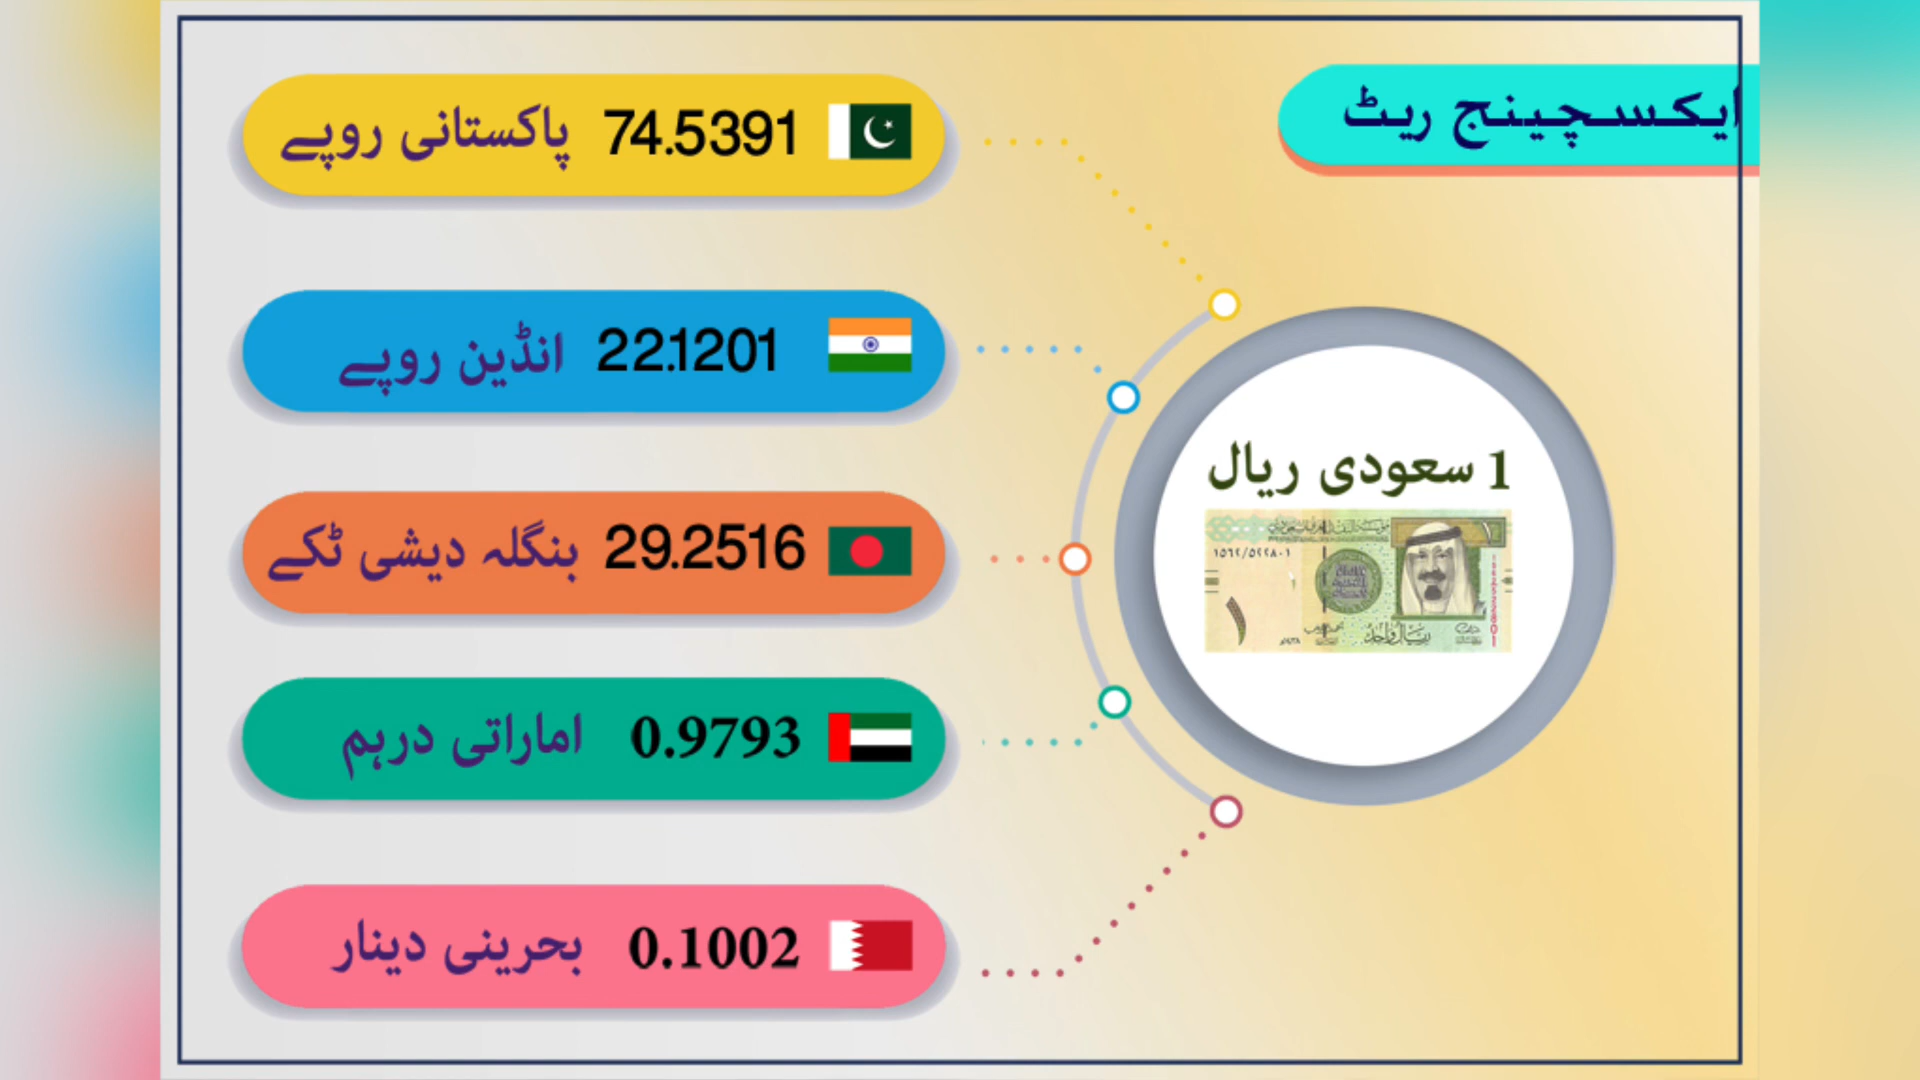 ایکسچینج ریٹ
74.5391 پاکستانی روپے
22.1201 انڈین روپے
29.2516 بنگلہ دیشی ٹکے
0.9793 اماراتی درہم
0.1002 بحرینی دینار
1 سعودی ریال
١